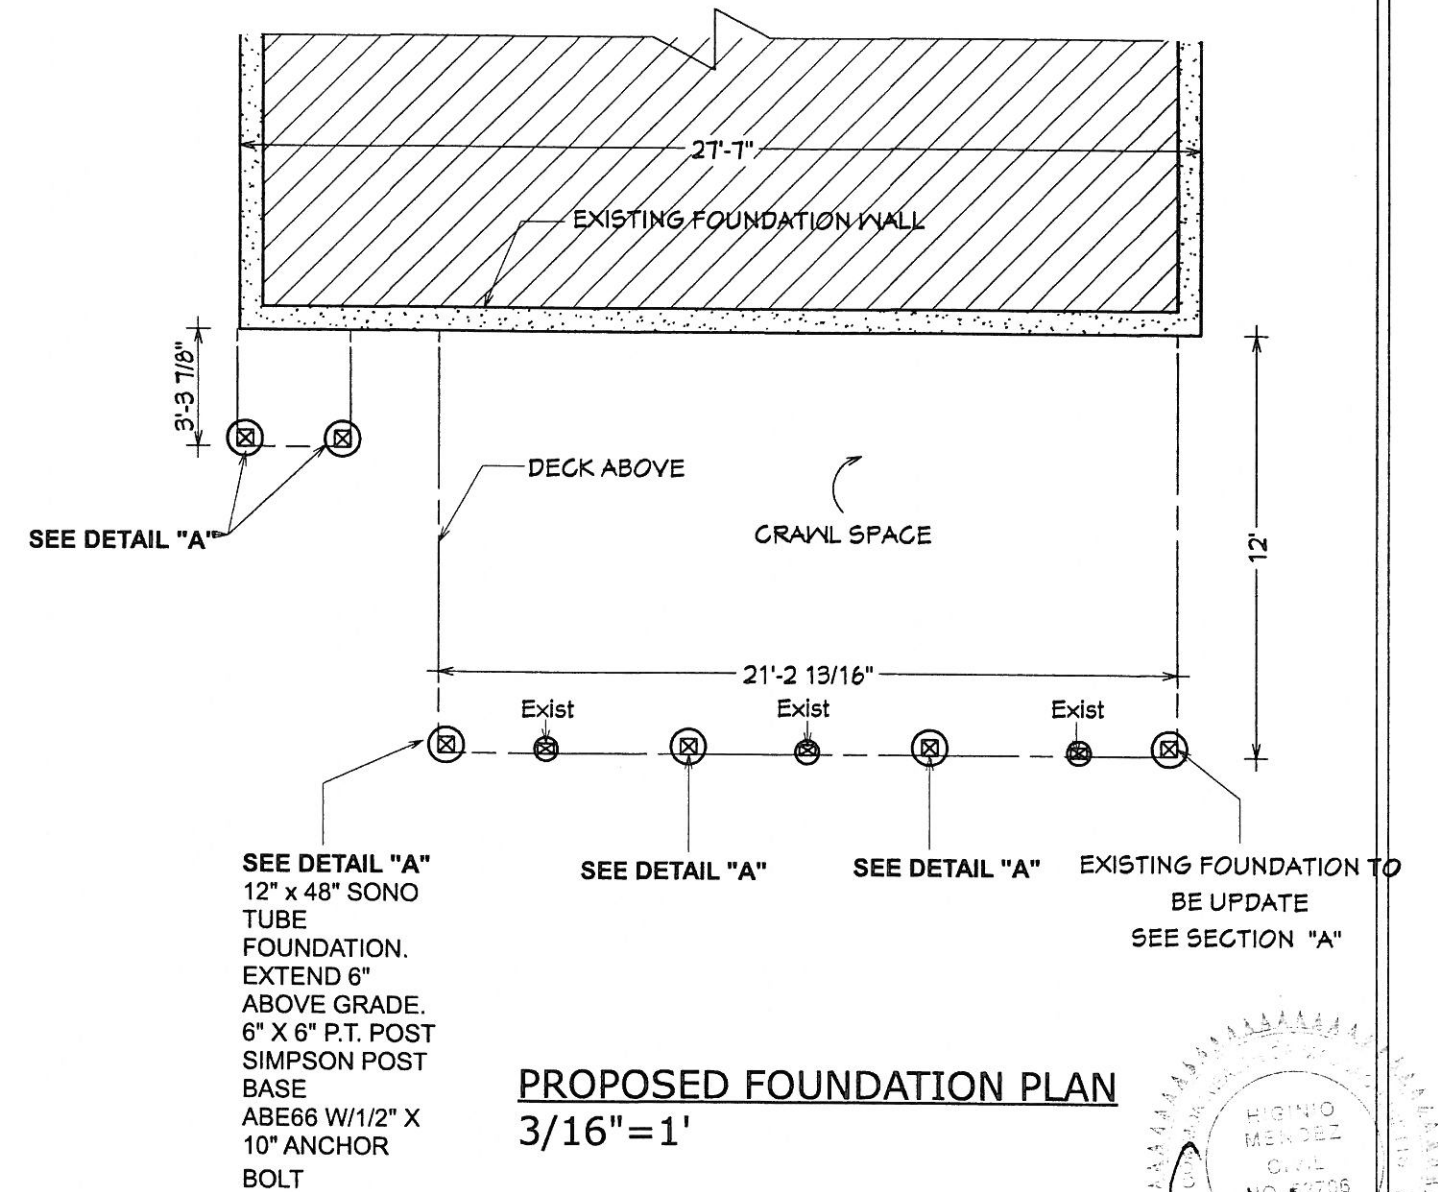 27'-7"
EXISTING FOUNDATION WALL
3'-3 7/8"
DECK ABOVE
CRAWL SPACE
SEE DETAIL "A"
12'
21'-2 13/16"
Exist
Exist
Exist
SEE DETAIL "A"
12" x 48" SONO
TUBE
FOUNDATION.
EXTEND 6"
ABOVE GRADE.
6" X 6" P.T. POST
SIMPSON POST
BASE
ABE66 W/1/2" X
10" ANCHOR
BOLT
SEE DETAIL "A"
SEE DETAIL "A"
EXISTING FOUNDATION TO
BE UPDATE
SEE SECTION "A"
PROPOSED FOUNDATION PLAN
3/16"=1'
HIGINIO
MENDEZ
CIVIL
NO.